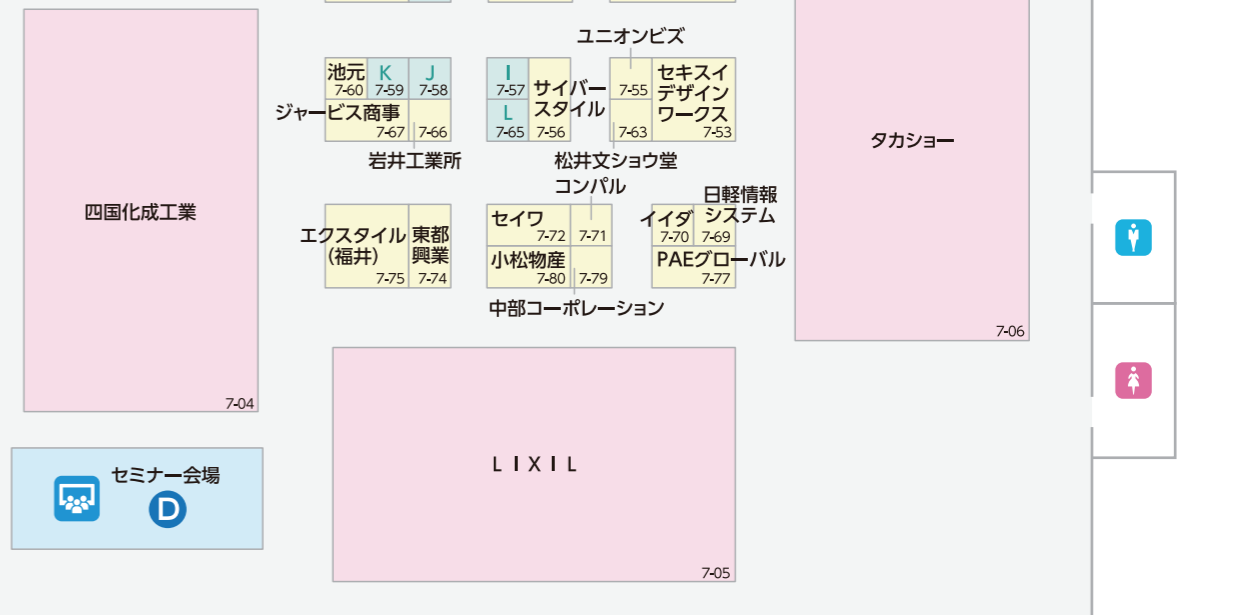 ユニオンビズ
池元
7-60
K
7-59
J
7-58
I
7-57
サイバー
スタイル
7-56
7-55
セキスイ
デザイン
ワークス
7-53
ジャービス商事
7-67
7-66
L
7-65
7-63
岩井工業所
松井文ショウ堂
タカショー
7-06
四国化成工業
7-04
コンパル
日軽情報
システム
7-69
エクスタイル
(福井)
7-75
東都
興業
7-74
セイワ
7-72
7-71
イイダ
7-70
小松物産
7-80
7-79
PAEグローバル
7-77
中部コーポレーション
LIXIL
7-05
セミナー会場
D